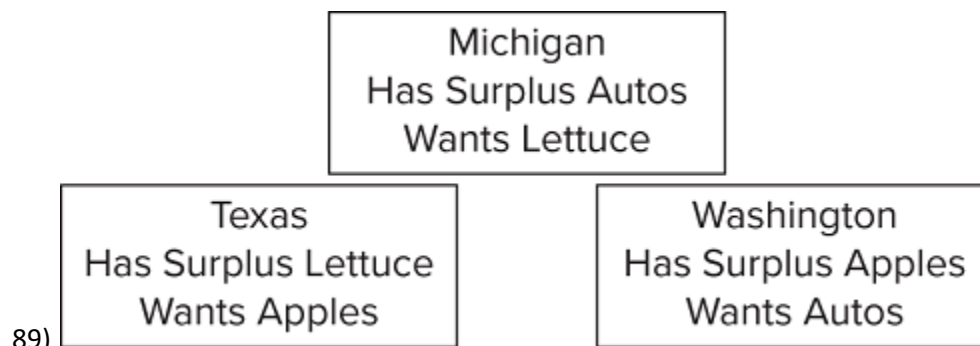 Michigan
Has Surplus Autos
Wants Lettuce
Texas
Has Surplus Lettuce
Wants Apples
Washington
Has Surplus Apples
Wants Autos
89)